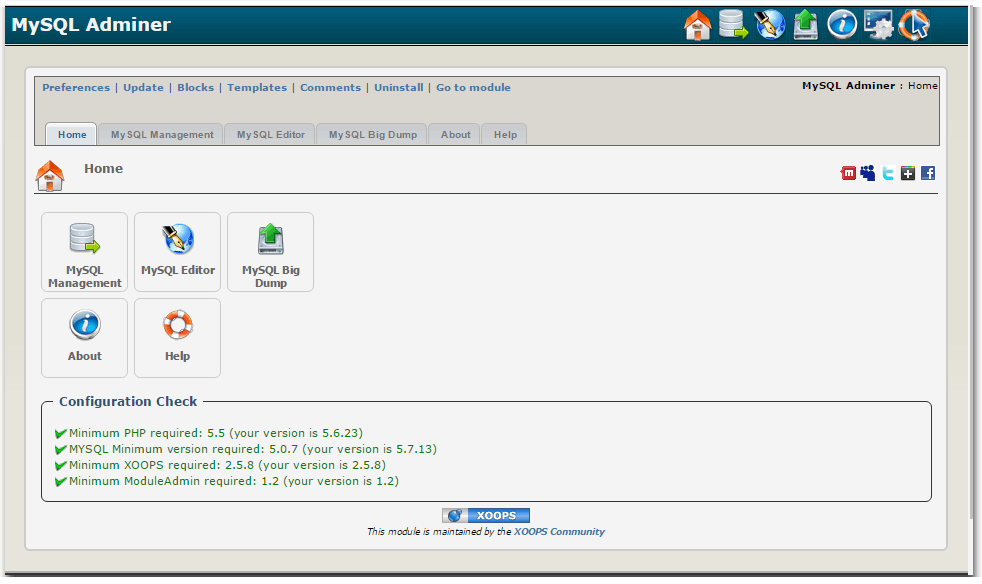 MySQL Adminer
Preferences | Update | Blocks | Templates | Comments | Uninstall | Go to module
MySQL Adminer : Home
Home MySQL Management MySQL Editor MySQL Big Dump About Help
Home
MySQL
Management
MySQL Editor
MySQL Big
Dump
About
Help
Configuration Check
Minimum PHP required: 5.5 (your version is 5.6.23)
MYSQL Minimum version required: 5.0.7 (your version is 5.7.13)
Minimum XOOPS required: 2.5.8 (your version is 2.5.8)
Minimum ModuleAdmin required: 1.2 (your version is 1.2)
XOOPS
This module is maintained by the XOOPS Community